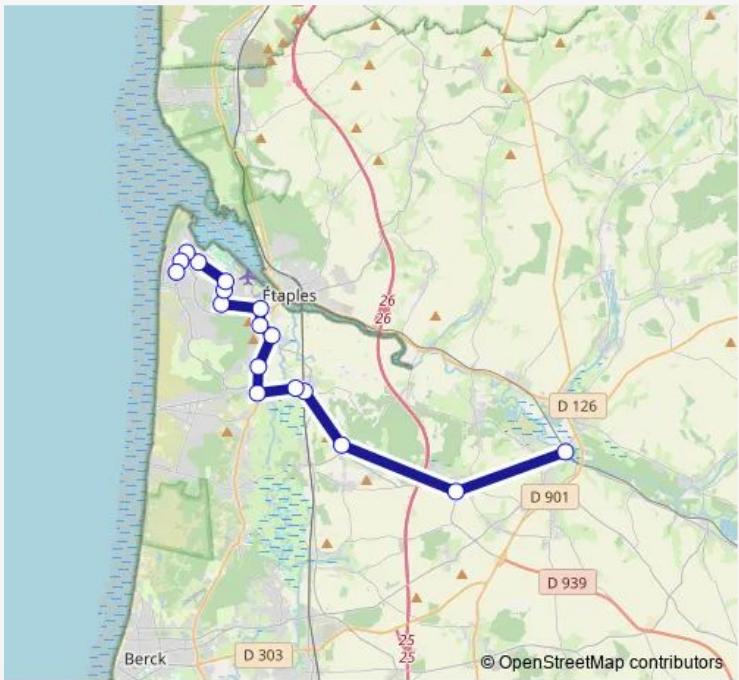 Étaples
26
26
D 126
D 901
D 939
25
25
Berck
D 303
© OpenStreetMap contributors